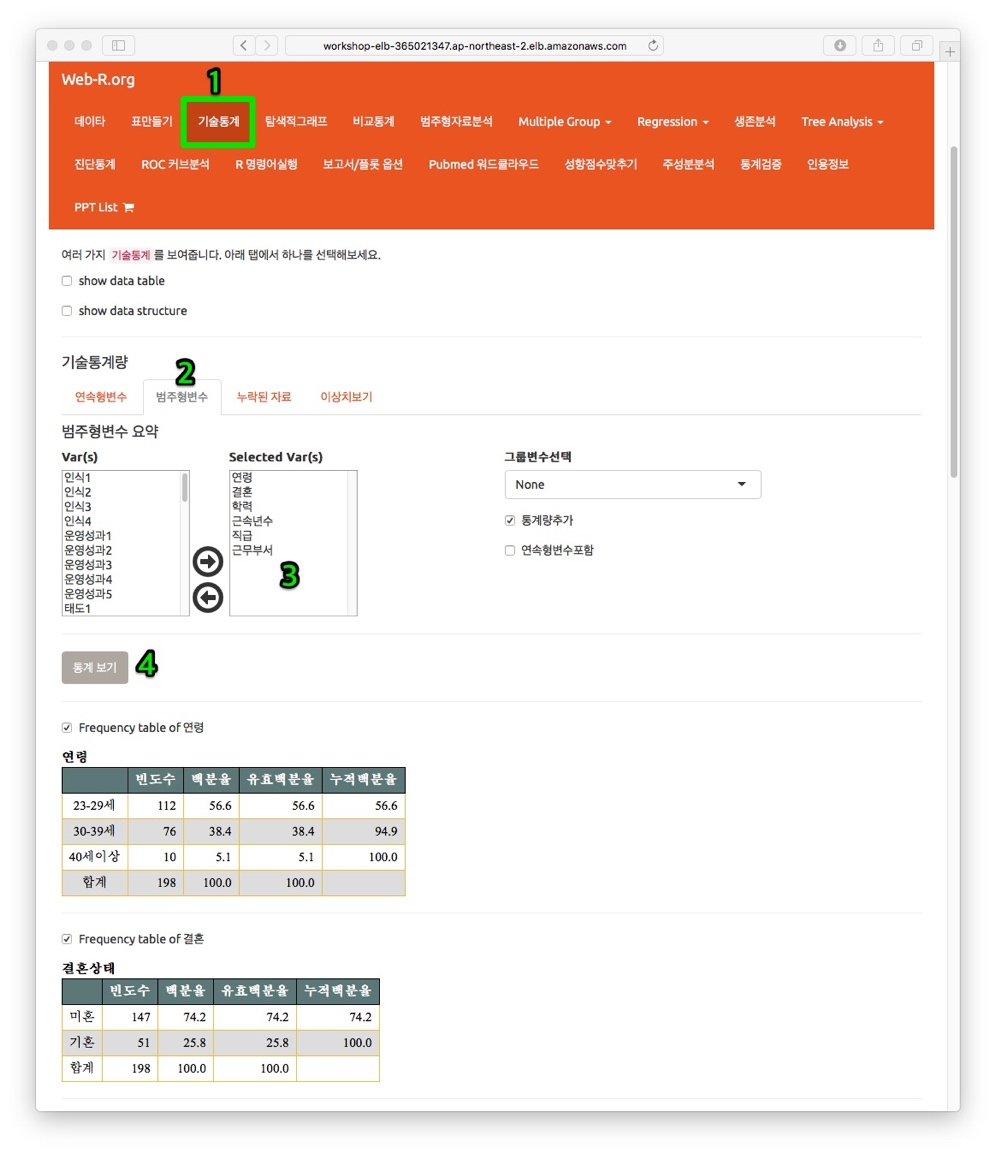 workshop-elb-365021347.ap-northeast-2.elb.amazonaws.com
Web-R.org
1
데이타 표만들기 기술통계 탐색적그래프 비교통계 범주형자료분석 Multiple Group Regression 생존분석 Tree Analysis
진단통계 ROC 커브분석 R 명령어실행 보고서/플롯 옵션 Pubmed 워드클라우드 성향점수맞추기 주성분분석 통계검증 인용정보
PPT List
여러 가지 기술통계 를 보여줍니다. 아래 탭에서 하나를 선택해보세요.
show data table
show data structure
기술통계량
2
연속형변수 범주형변수 누락된 자료 이상치보기
범주형변수 요약
Var(s) Selected Var(s) 그룹변수선택
인식1 연령
None
인식2 결혼
인식3 학력
인식4 근속년수 통계량추가
운영성과1 직급
운영성과2 근무부서 연속형변수포함
운영성과3
3
운영성과4
운영성과5
태도1
통계 보기 4
Frequency table of 연령
연령
빈도수 백분율 유효백분율 누적백분율
23-29세 112 56.6 56.6 56.6
30-39세 76 38.4 38.4 94.9
40세이상 10 5.1 5.1 100.0
합계 198 100.0 100.0
Frequency table of 결혼
결혼상태
빈도수 백분율 유효백분율 누적백분율
미혼 147 74.2 74.2 74.2
기혼 51 25.8 25.8 100.0
합계 198 100.0 100.0